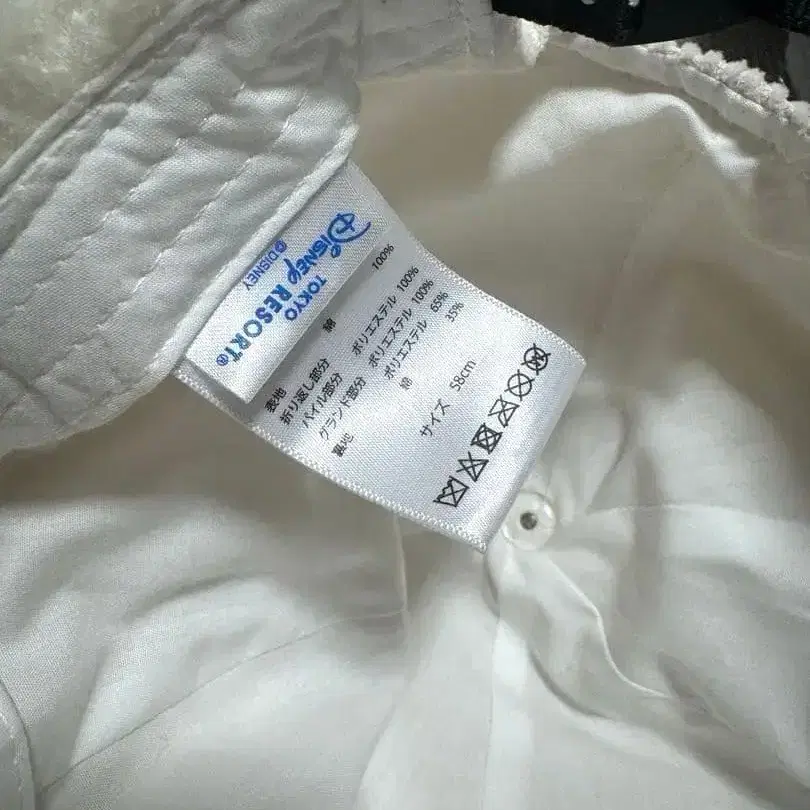 Disney
TOKYO
Disney RESORT®
©DISNEY
表地 綿 100%
折り返し部分 ポリエステル 100%
パイル部分 ポリエステル 100%
グランド部分 ポリエステル 65%
綿 35%
裏地
サイズ 58cm